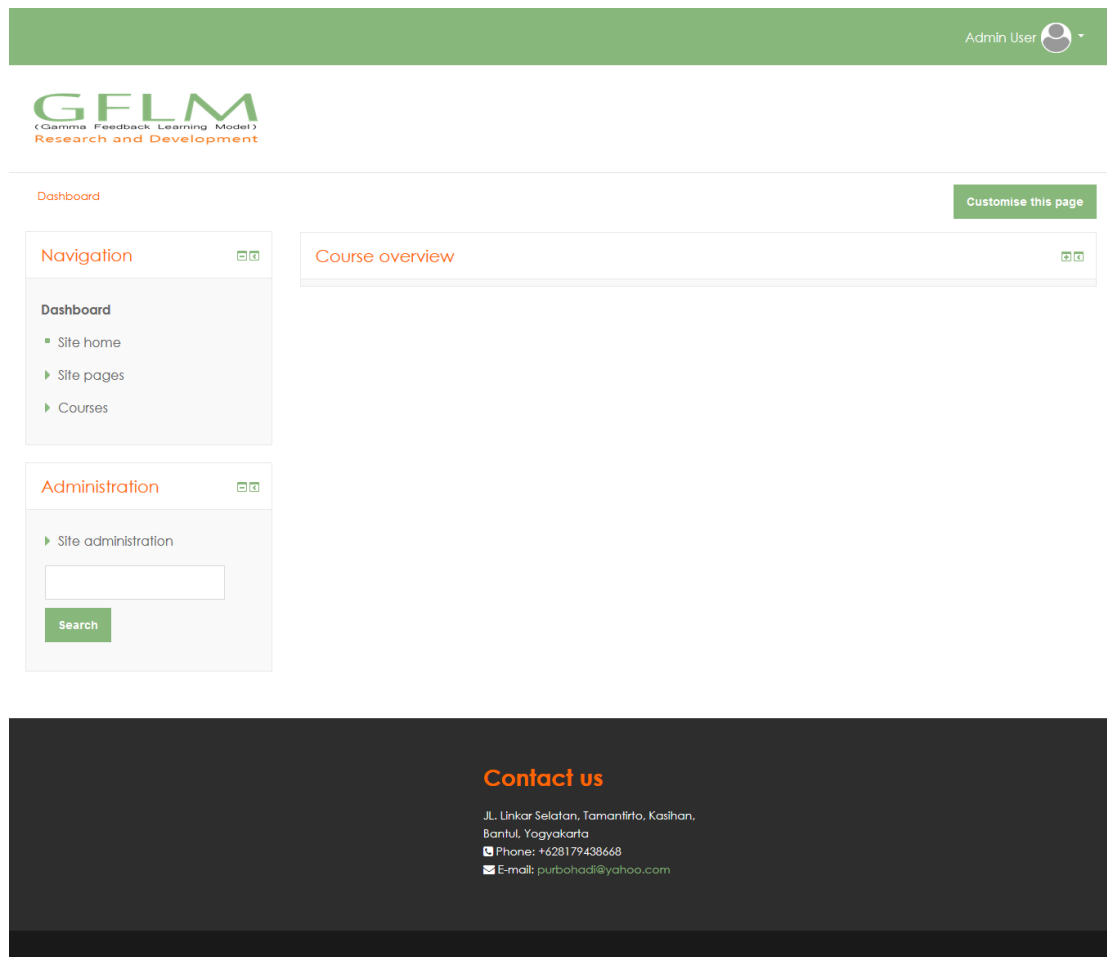 Admin User
GFLM
(Gamma Feedback Learning Model)
Research and Development
Dashboard
Customise this page
Navigation
Dashboard
Site home
Site pages
Courses
Administration
Site administration
Search
Course overview
Contact us
JL. Linkar Selatan, Tamantirto, Kasihan,
Bantul, Yogyakarta
Phone: +628179438668
E-mail: purbohadi@yahoo.com